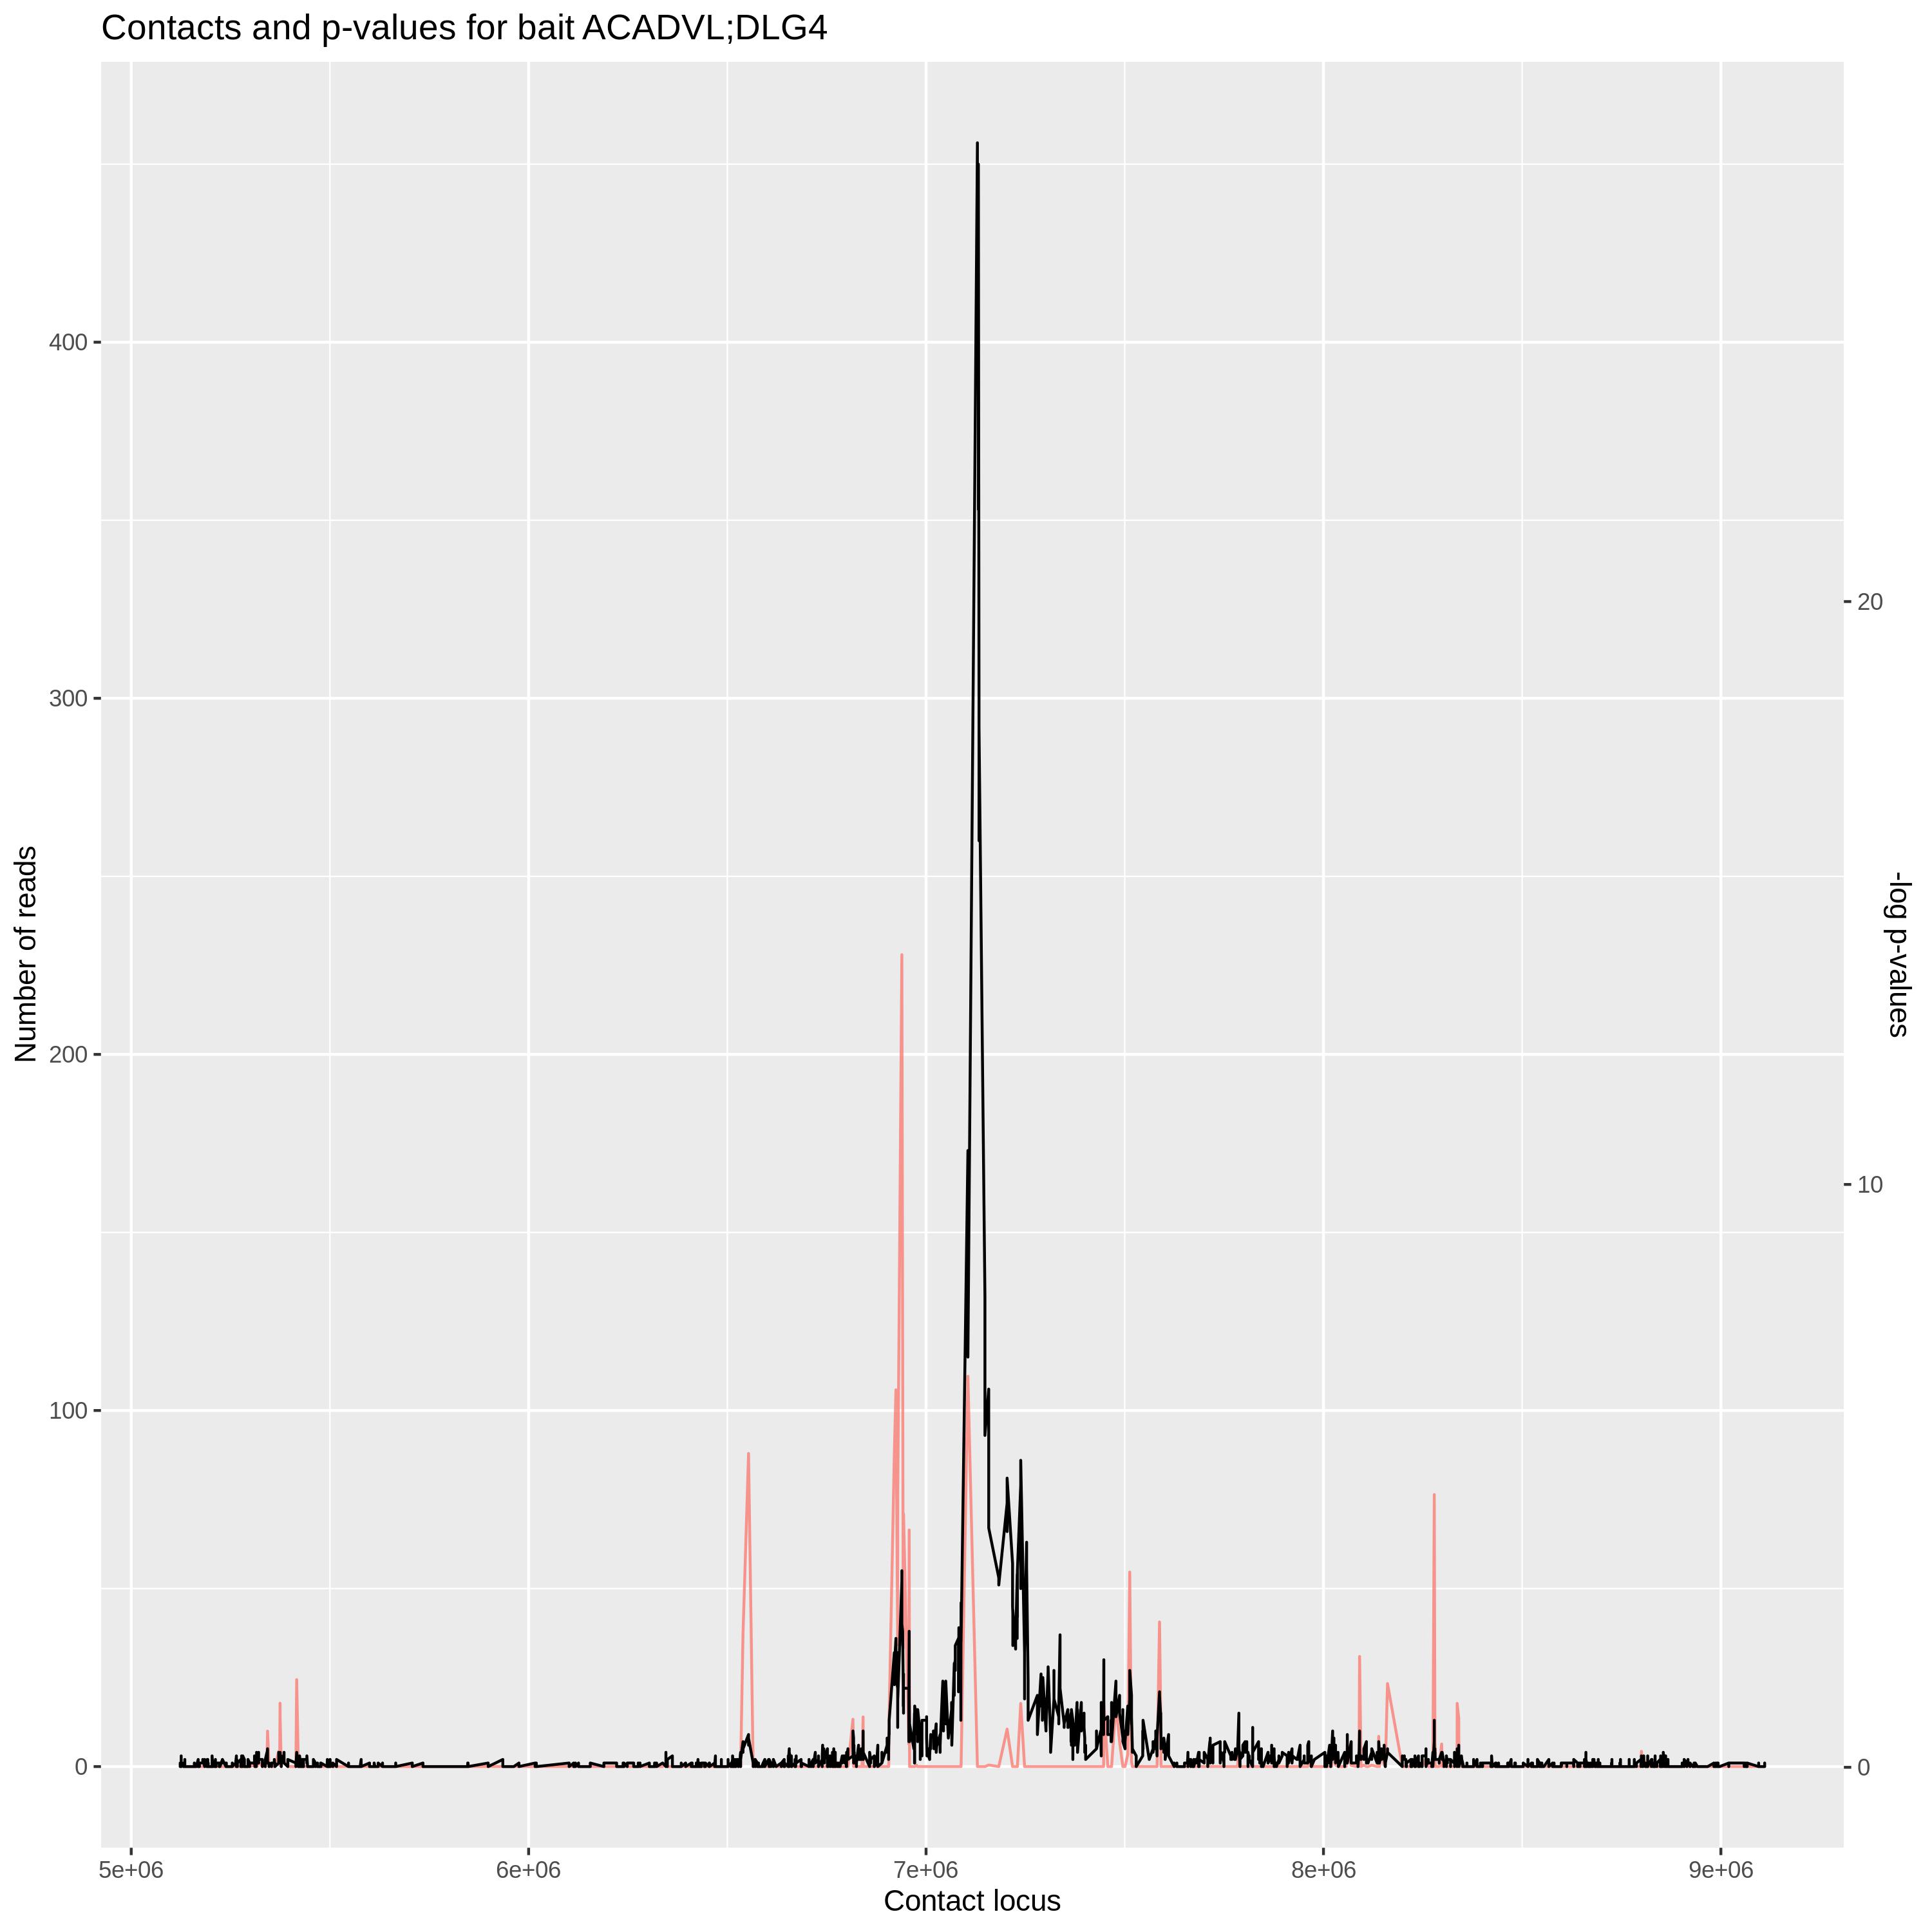 Contacts and p-values for bait ACADVL;DLG4
Number of reads
400
300
200
100
0
20
10
0
-log p-values
5e+06 6e+06 7e+06 8e+06 9e+06
Contact locus